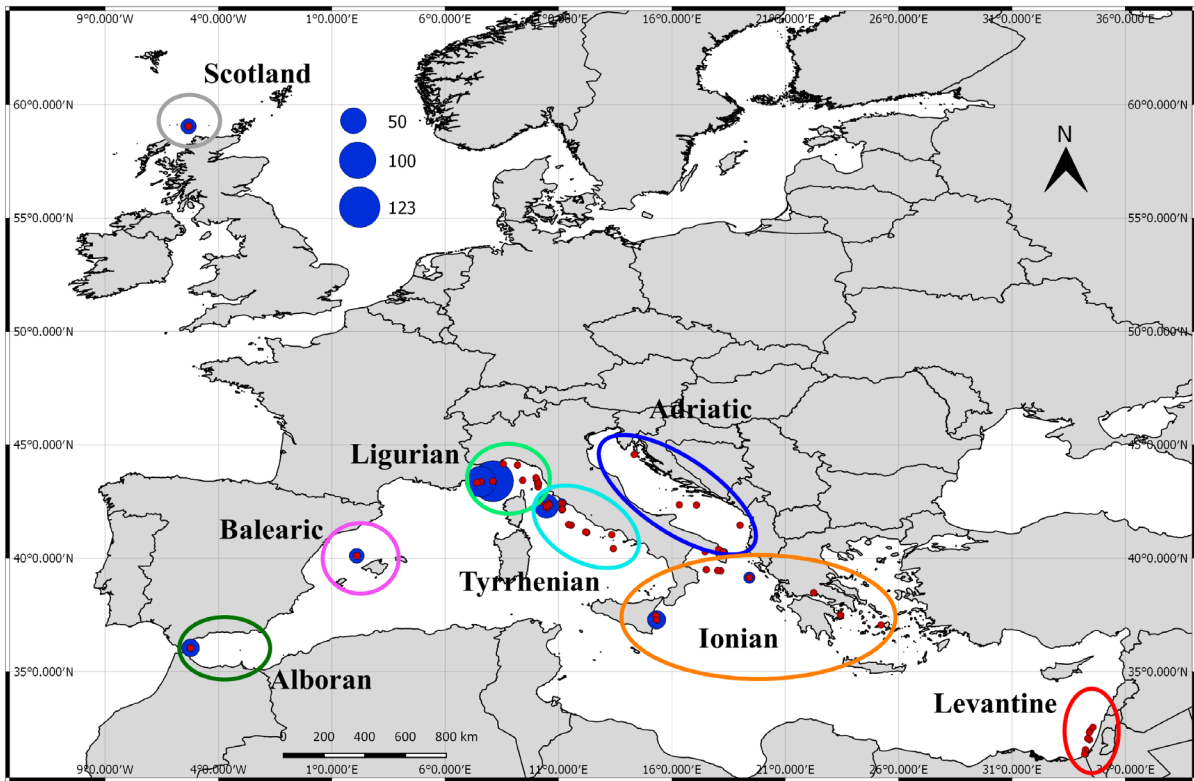 9°0.000'W 4°0.000'W 1°0.000'E 6°0.000'E 11°0.000'E 16°0.000'E 21°0.000'E 26°0.000'E 31°0.000'E 36°0.000'E
Scotland
60°0.000'N 60°0.000'N
50
100
123
N
55°0.000'N 55°0.000'N
50°0.000'N 50°0.000'N
Adriatic
45°0.000'N 45°0.000'N
Ligurian
Balearic
40°0.000'N 40°0.000'N
Tyrrhenian
Ionian
35°0.000'N 35°0.000'N
Alboran
Levantine
0 200 400 600 800 km
9°0.000'W 4°0.000'W 1°0.000'E 6°0.000'E 11°0.000'E 16°0.000'E 21°0.000'E 26°0.000'E 31°0.000'E 36°0.000'E